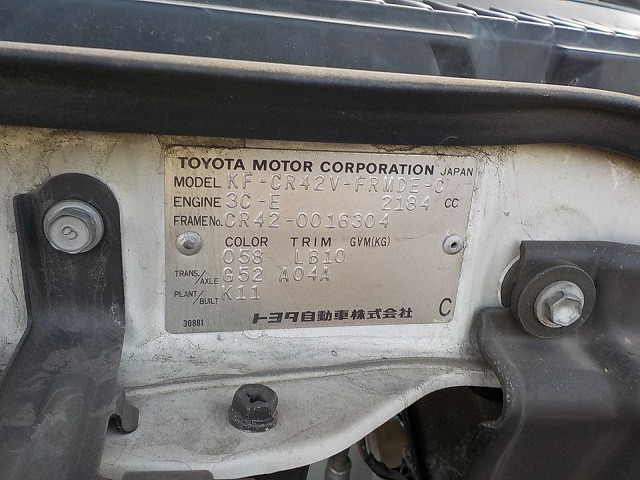 TOYOTA MOTOR CORPORATION JAPAN
MODEL KF-CR42V-FRMDE-C
ENGINE 3C-E 2184 CC
FRAME No. CR42-0016304
COLOR TRIM GVM(KG)
058 LB10
TRANS./AXLE G52 A04A
PLANT/BUILT K11
30881 トヨタ自動車株式会社 C
8